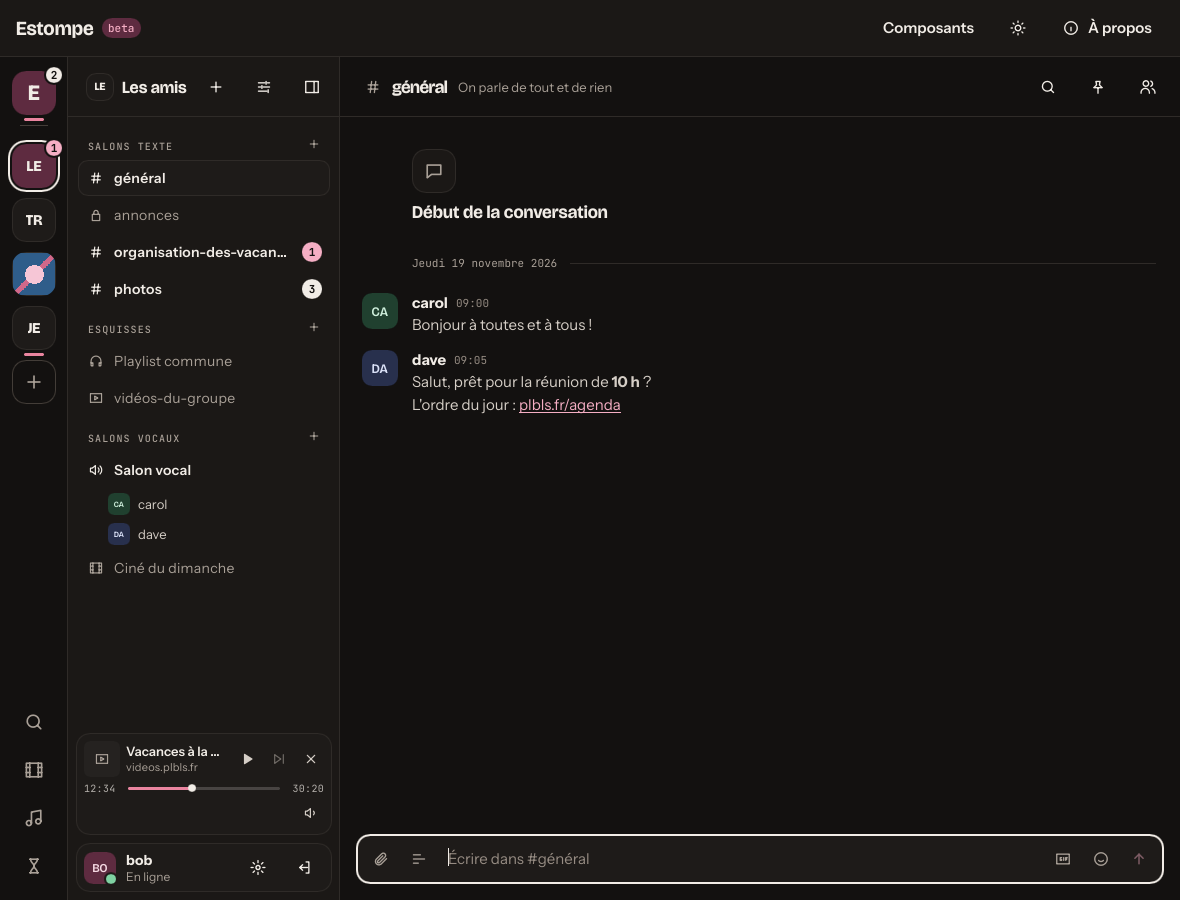 Estompe beta
Composants
À propos
E 2
LE 1
TR
JE
LE Les amis
SALONS TEXTE
# général
annonces
# organisation-des-vacan... 1
# photos 3
ESQUISSES
Playlist commune
vidéos-du-groupe
SALONS VOCAUX
Salon vocal
CA carol
DA dave
Ciné du dimanche
Vacances à la ...
videos.plbls.fr
12:34 30:20
BO bob
En ligne
# général On parle de tout et de rien
Début de la conversation
Jeudi 19 novembre 2026
CA carol 09:00
Bonjour à toutes et à tous !
DA dave 09:05
Salut, prêt pour la réunion de 10 h ?
L'ordre du jour : plbls.fr/agenda
Écrire dans #général
GIF